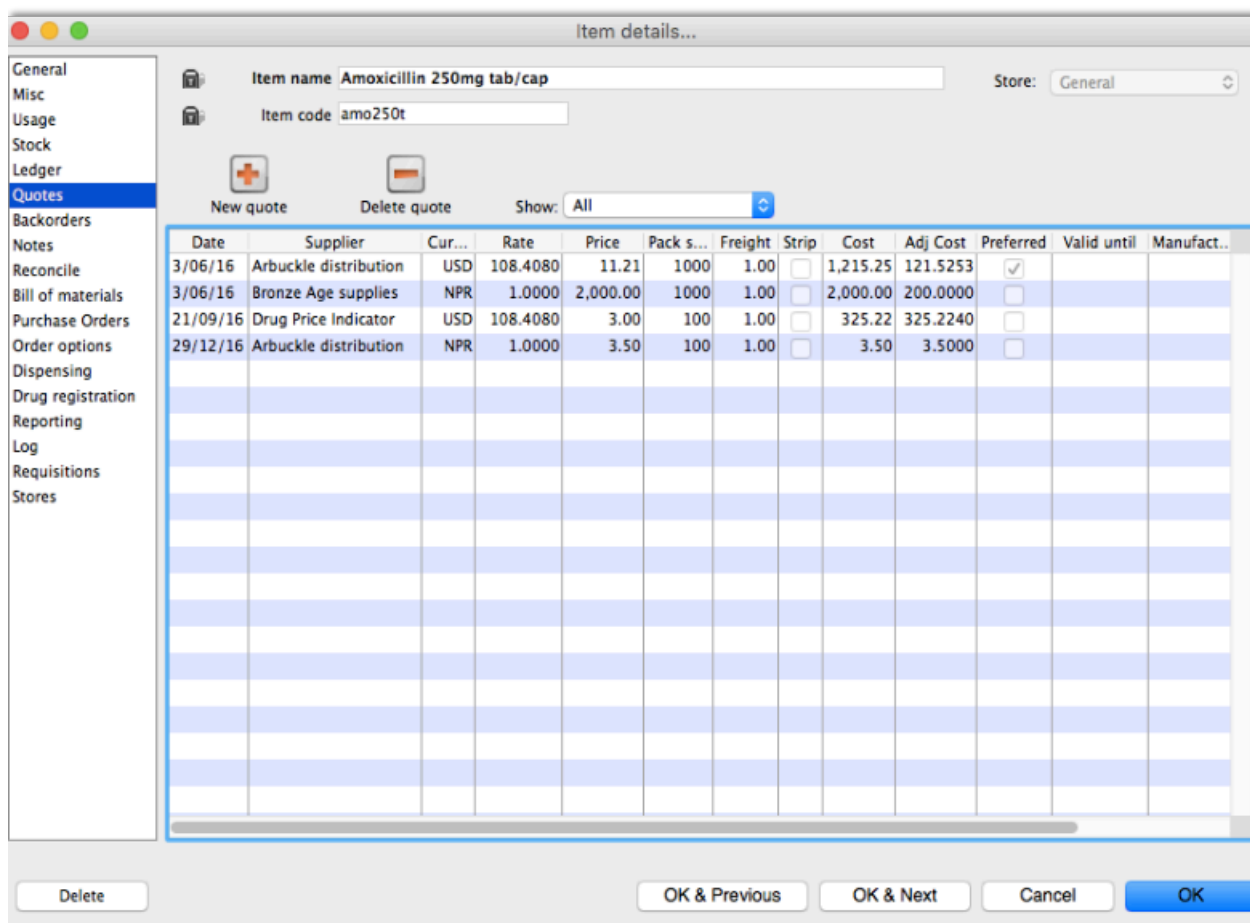 Item details...
General
Misc
Usage
Stock
Ledger
Quotes
Backorders
Notes
Reconcile
Bill of materials
Purchase Orders
Order options
Dispensing
Drug registration
Reporting
Log
Requisitions
Stores
Item name Amoxicillin 250mg tab/cap Store: General
Item code amo250t
New quote Delete quote Show: All
Date Supplier Cur... Rate Price Pack s... Freight Strip Cost Adj Cost Preferred Valid until Manufact..
3/06/16 Arbuckle distribution USD 108.4080 11.21 1000 1.00 1,215.25 121.5253
3/06/16 Bronze Age supplies NPR 1.0000 2,000.00 1000 1.00 2,000.00 200.0000
21/09/16 Drug Price Indicator USD 108.4080 3.00 100 1.00 325.22 325.2240
29/12/16 Arbuckle distribution NPR 1.0000 3.50 100 1.00 3.50 3.5000
Delete OK & Previous OK & Next Cancel OK